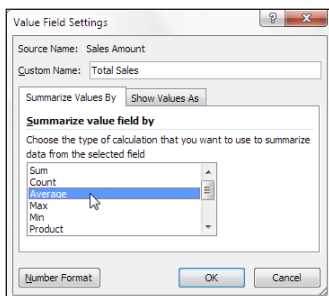 Value Field Settings
Source Name: Sales Amount
Custom Name: Total Sales
Summarize Values By Show Values As
Summarize value field by
Choose the type of calculation that you want to use to summarize
data from the selected field
Sum
Count
Average
Max
Min
Product
Number Format OK Cancel